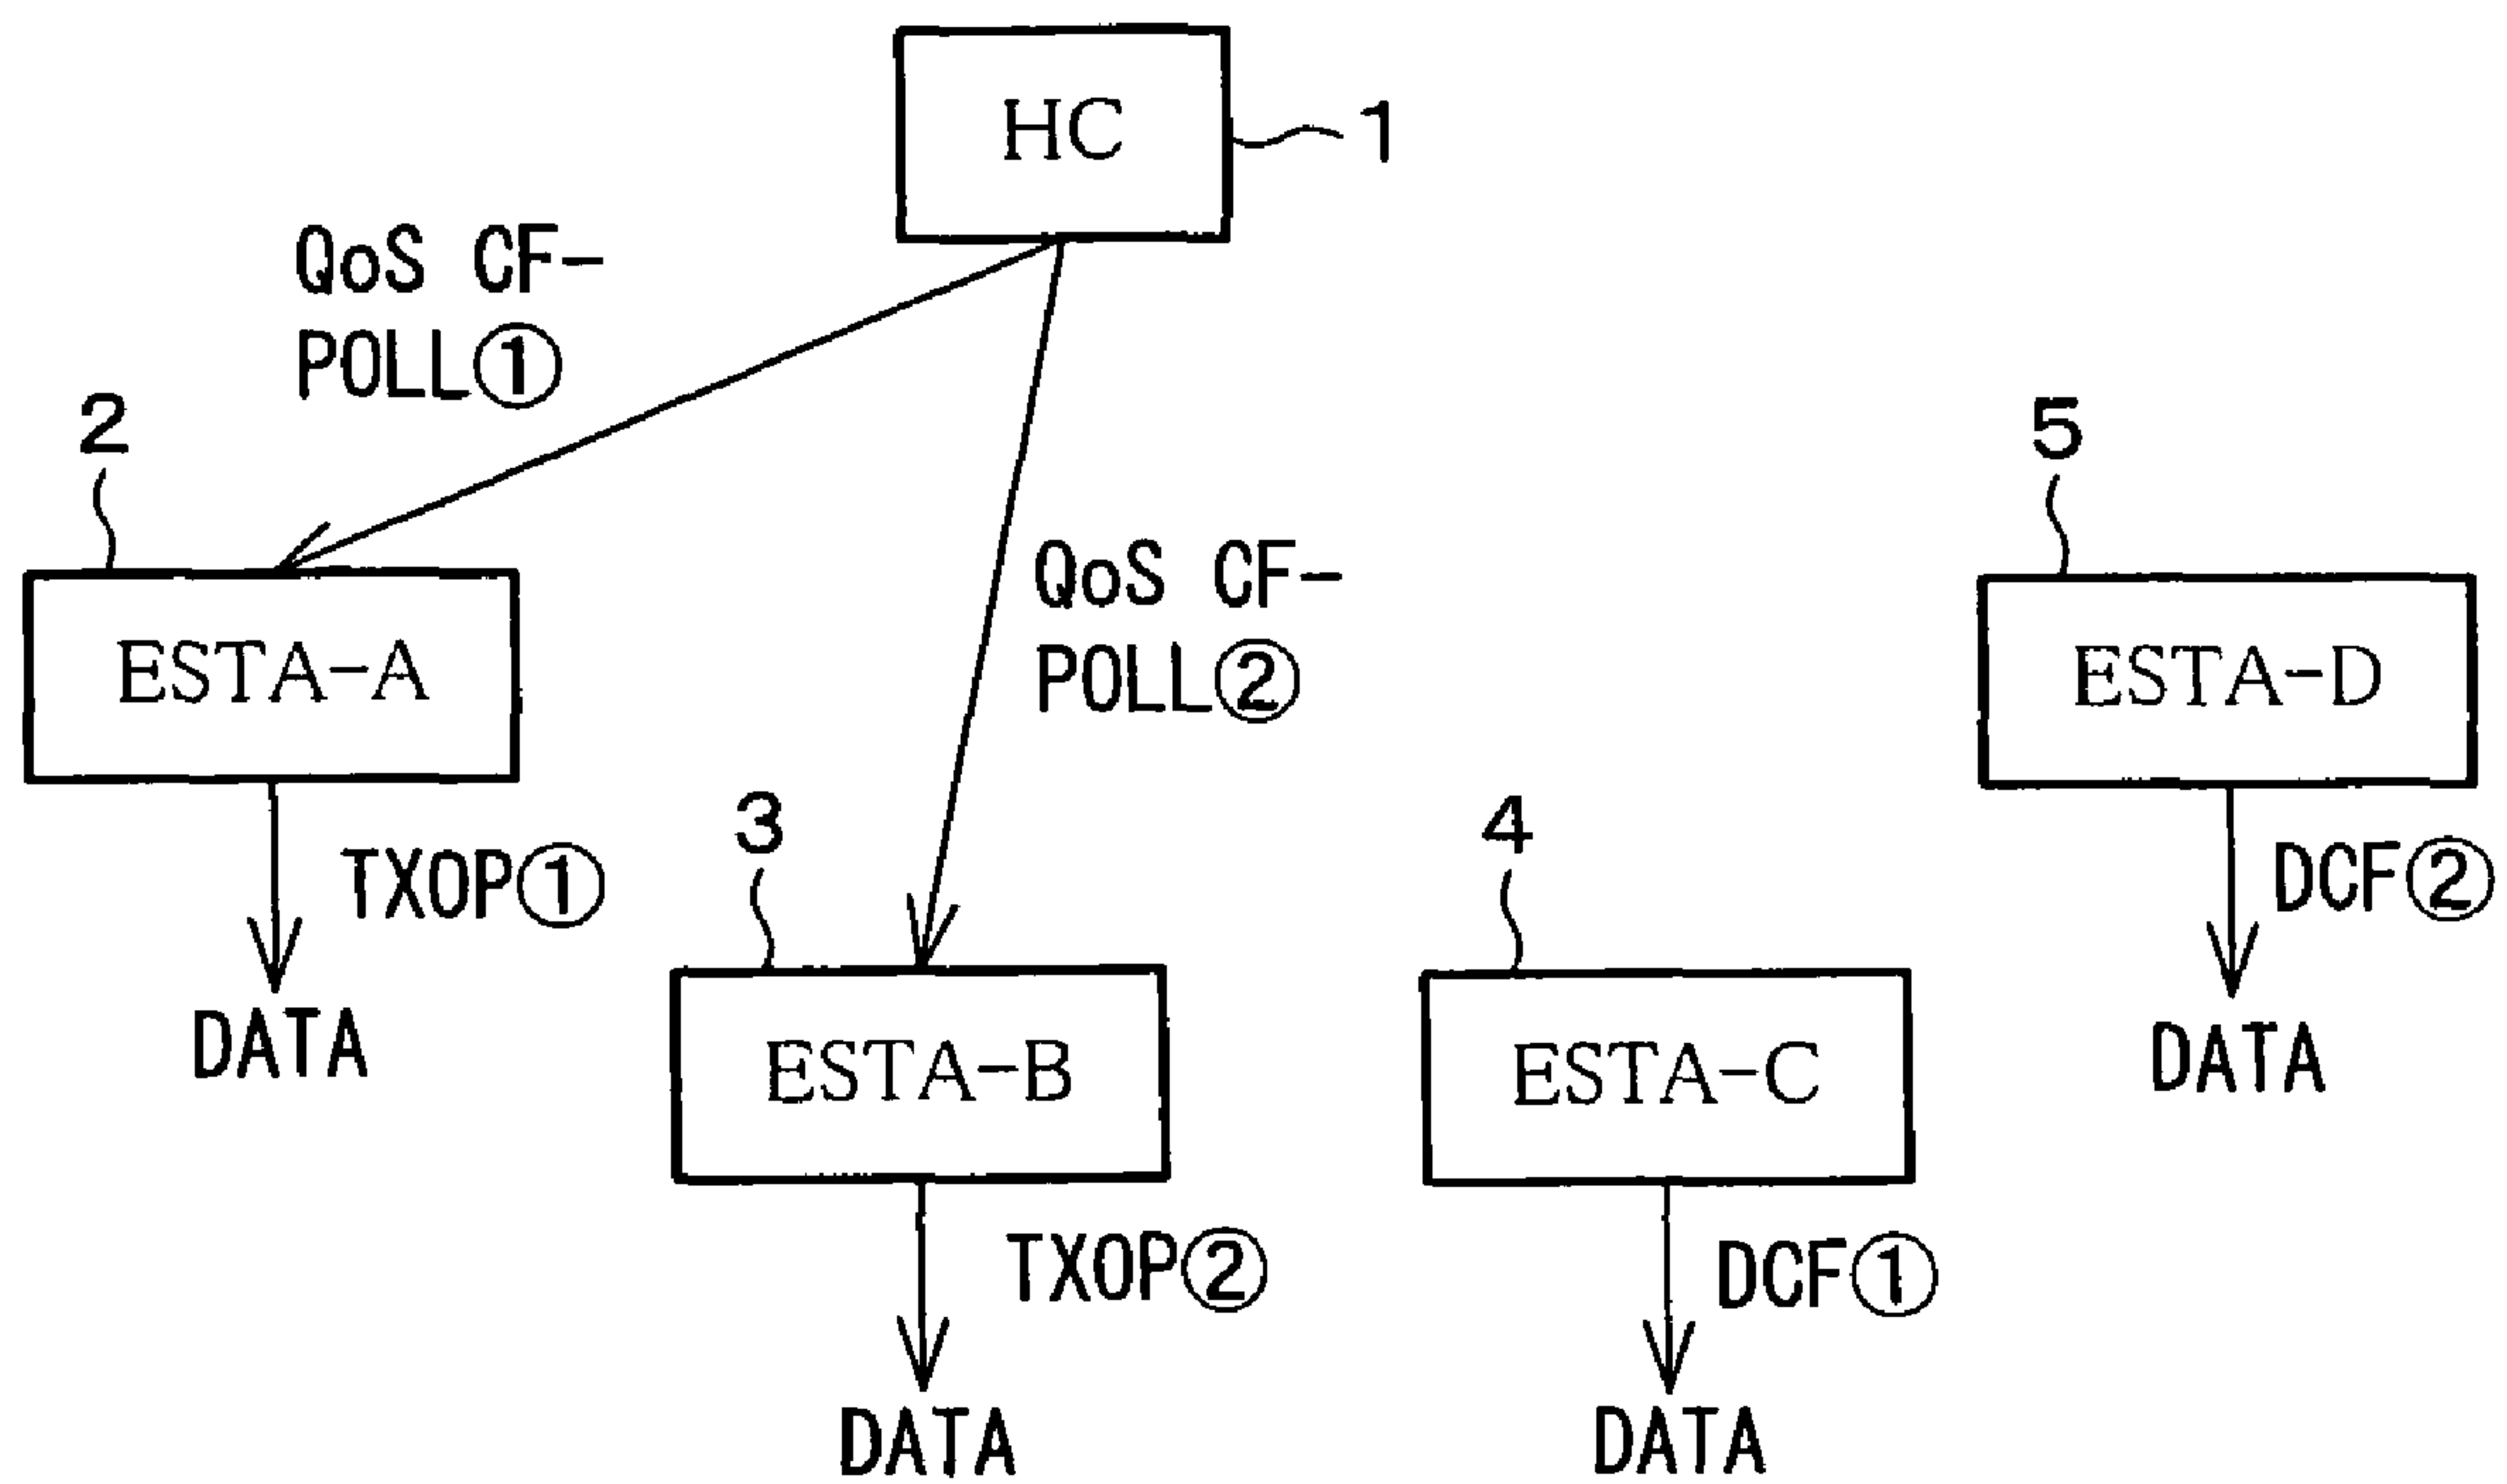 HC
1
QoS CF-
POLL①
2
5
QoS CF-
POLL②
ESTA-A
ESTA-D
3
4
TXOP①
DCF②
DATA
DATA
ESTA-B
ESTA-C
TXOP②
DCF①
DATA
DATA